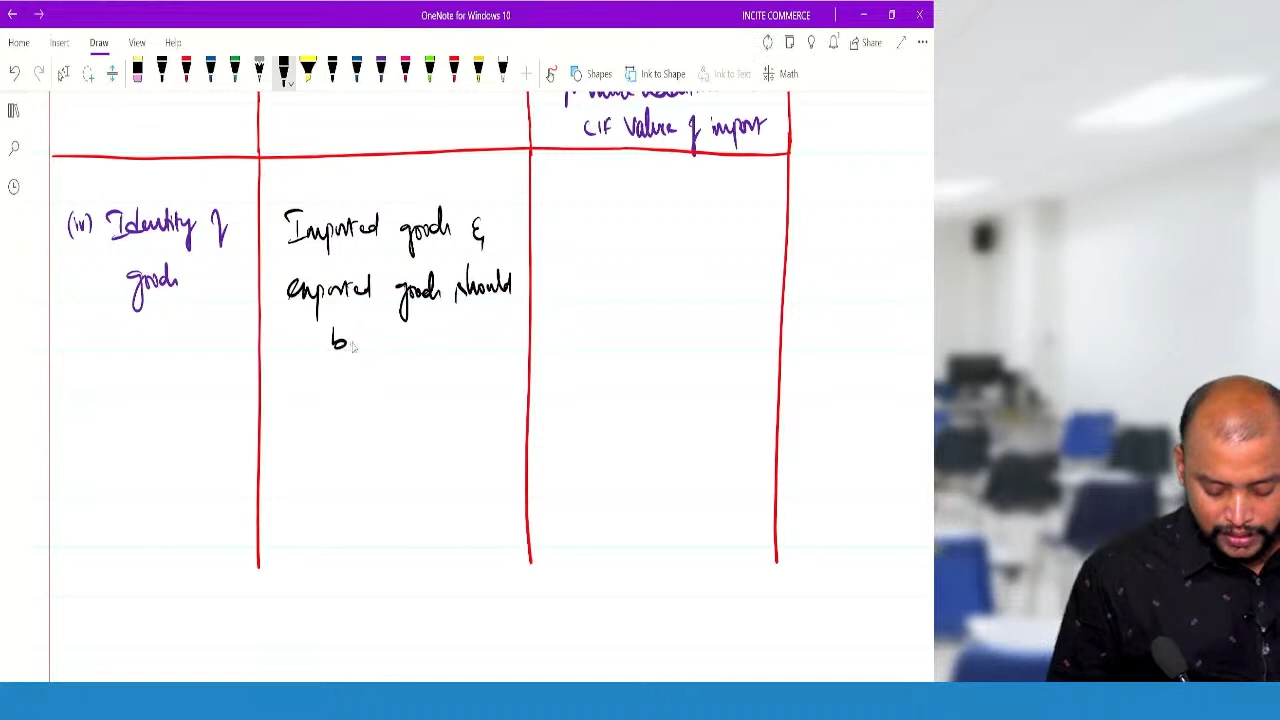 OneNote for Windows 10
INCITE COMMERCE
Home
Insert
Draw
View
Help
Share
Shapes
Ink to Shape
Ink to Text
Math
CIF Value of import
(iv) Identity of
goods
Imported goods &
exported goods should
b